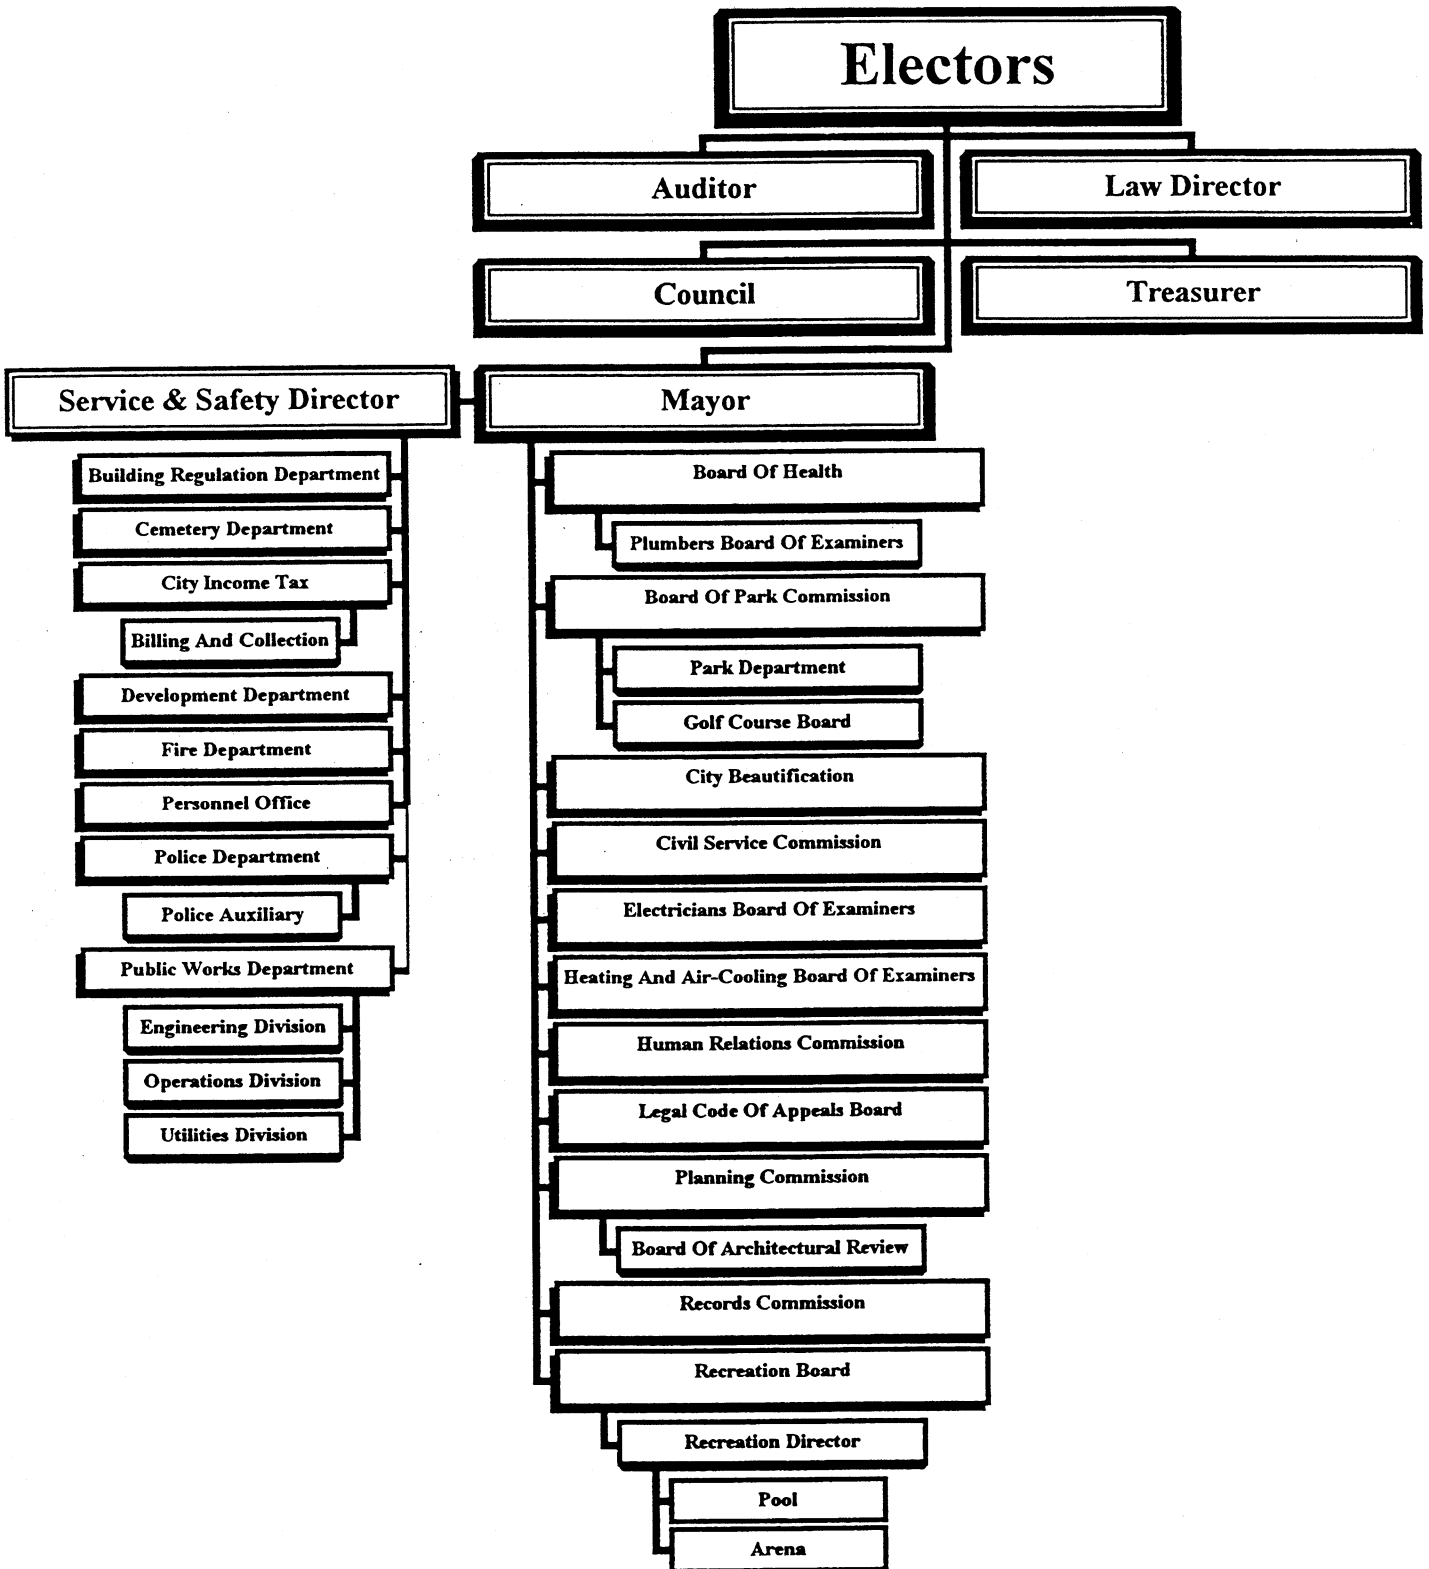 Electors
Auditor
Law Director
Council
Treasurer
Service & Safety Director
Mayor
Building Regulation Department
Cemetery Department
City Income Tax
Billing And Collection
Development Department
Fire Department
Personnel Office
Police Department
Police Auxiliary
Public Works Department
Engineering Division
Operations Division
Utilities Division
Board Of Health
Plumbers Board Of Examiners
Board Of Park Commission
Park Department
Golf Course Board
City Beautification
Civil Service Commission
Electricians Board Of Examiners
Heating And Air-Cooling Board Of Examiners
Human Relations Commission
Legal Code Of Appeals Board
Planning Commission
Board Of Architectural Review
Records Commission
Recreation Board
Recreation Director
Pool
Arena